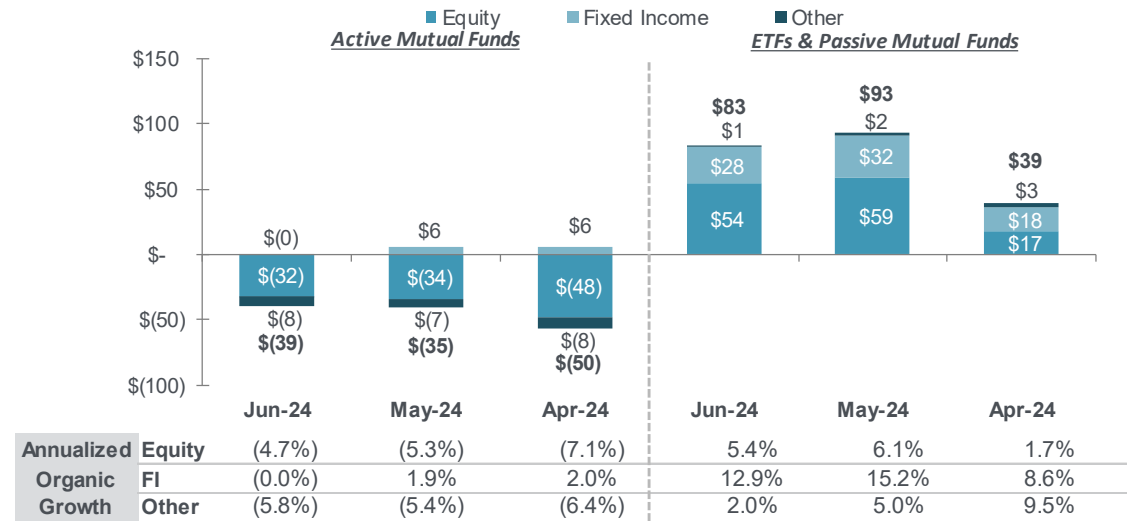 Equity Fixed Income Other
Active Mutual Funds ETFs & Passive Mutual Funds
$150
$100
$50
$-
$(50)
$(100)
$(0) $6 $6
$(32) $(34) $(48)
$(8) $(7) $(8)
$(39) $(35) $(50)
$83 $93 $39
$1 $2 $3
$28 $32 $18
$54 $59 $17
Jun-24 May-24 Apr-24 Jun-24 May-24 Apr-24
Annualized Equity (4.7%) (5.3%) (7.1%) 5.4% 6.1% 1.7%
Organic FI (0.0%) 1.9% 2.0% 12.9% 15.2% 8.6%
Growth Other (5.8%) (5.4%) (6.4%) 2.0% 5.0% 9.5%